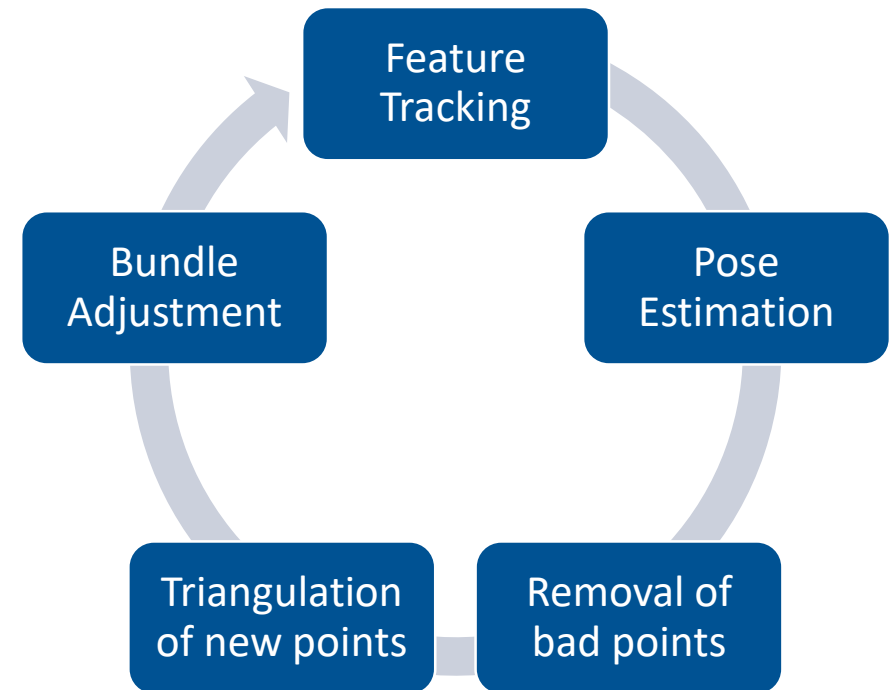 Feature
Tracking
Pose
Estimation
Removal of
bad points
Triangulation
of new points
Bundle
Adjustment